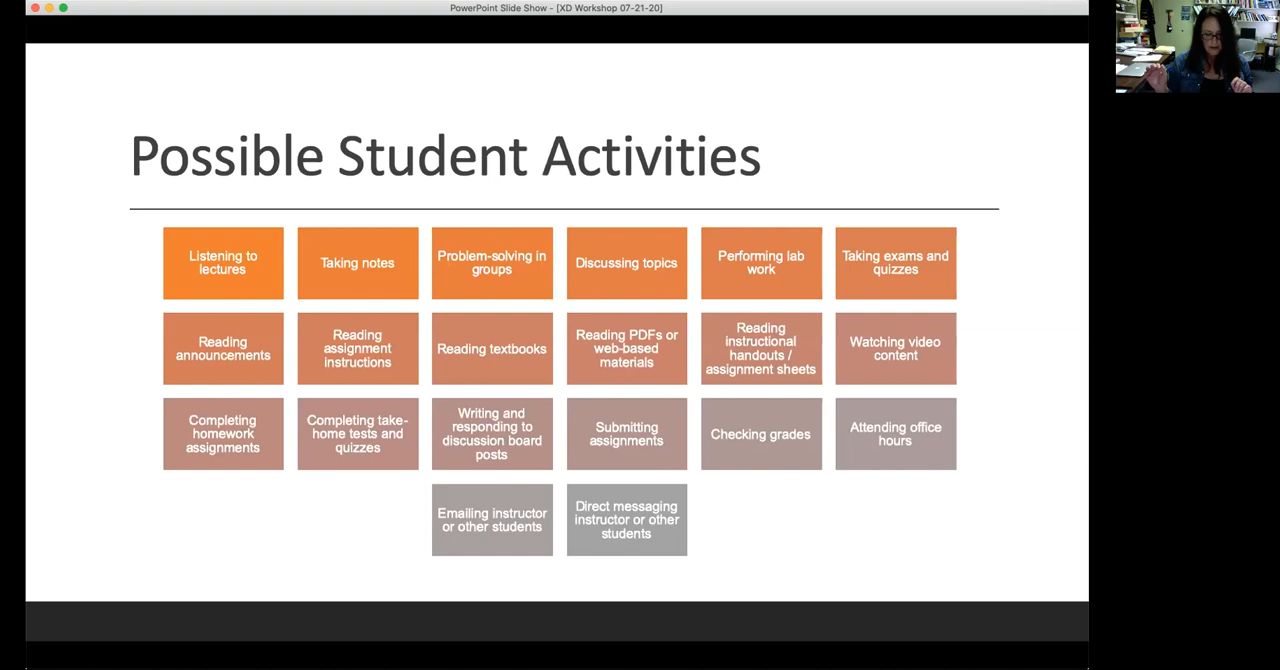 PowerPoint Slide Show - [XD Workshop 07-21-20]
Possible Student Activities
Listening to
lectures
Taking notes
Problem-solving in
groups
Discussing topics
Performing lab
work
Taking exams and
quizzes
Reading
announcements
Reading
assignment
instructions
Reading textbooks
Reading PDFs or
web-based
materials
Reading
instructional
handouts /
assignment sheets
Watching video
content
Completing
homework
assignments
Completing take-
home tests and
quizzes
Writing and
responding to
discussion board
posts
Submitting
assignments
Checking grades
Attending office
hours
Emailing instructor
or other students
Direct messaging
instructor or other
students